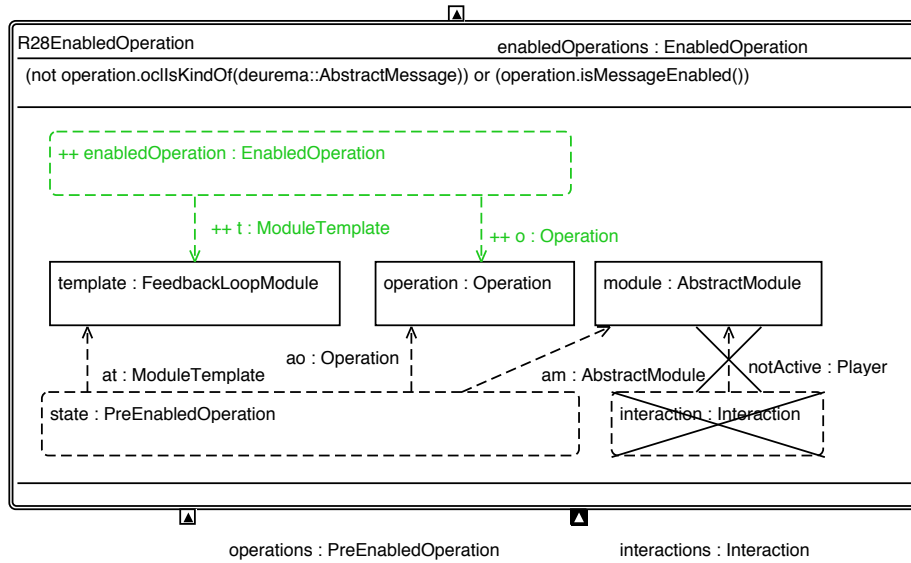 R28EnabledOperation
enabledOperations : EnabledOperation
(not operation.oclIsKindOf(deurema::AbstractMessage)) or (operation.isMessageEnabled())
++ enabledOperation : EnabledOperation
++ t : ModuleTemplate
++ o : Operation
template : FeedbackLoopModule
operation : Operation
module : AbstractModule
at : ModuleTemplate
ao : Operation
am : AbstractModule
notActive : Player
state : PreEnabledOperation
interaction : Interaction
operations : PreEnabledOperation
interactions : Interaction